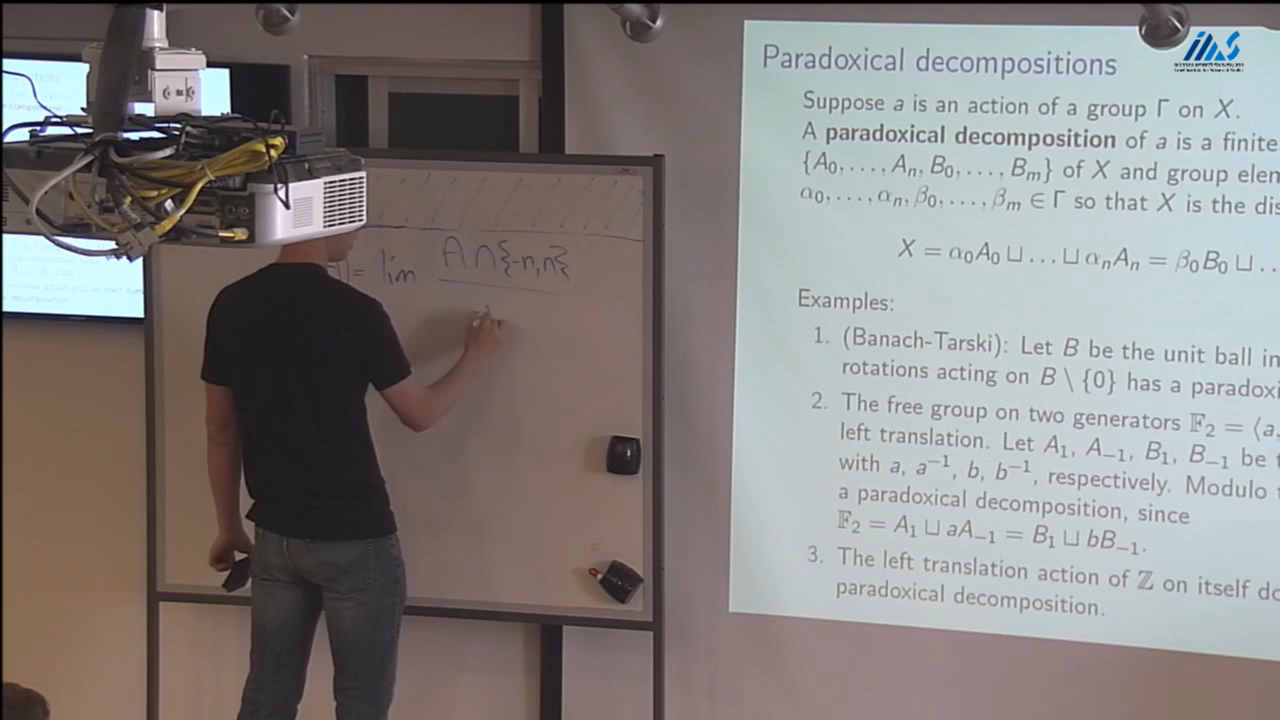 = lim A∩{-n,n}
Paradoxical decompositions
Suppose a is an action of a group Γ on X.
A paradoxical decomposition of a is a finite
{A₀,…,Aₙ,B₀,…,Bₘ} of X and group elem
α₀,…,αₙ,β₀,…,βₘ ∈ Γ so that X is the dis
X = α₀A₀ ⊔ … ⊔ αₙAₙ = β₀B₀ ⊔ ..
Examples:
1. (Banach-Tarski): Let B be the unit ball in
rotations acting on B \ {0} has a paradoxi
2. The free group on two generators 𝔽₂ = ⟨a,
left translation. Let A₁, A₋₁, B₁, B₋₁ be t
with a, a⁻¹, b, b⁻¹, respectively. Modulo t
a paradoxical decomposition, since
𝔽₂ = A₁ ⊔ aA₋₁ = B₁ ⊔ bB₋₁.
3. The left translation action of ℤ on itself do
paradoxical decomposition.